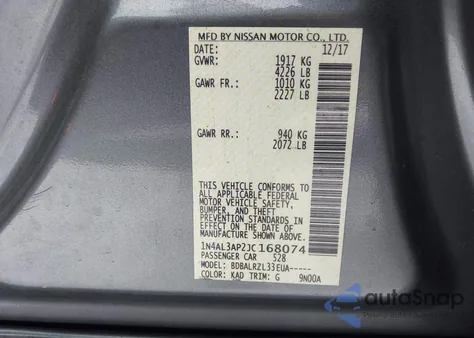 MFD BY NISSAN MOTOR CO., LTD.
DATE: 12/17
GVWR: 1917 KG
4226 LB
GAWR FR: 1010 KG
2227 LB
GAWR RR: 940 KG
2072 LB
THIS VEHICLE CONFORMS TO
ALL APPLICABLE FEDERAL
MOTOR VEHICLE SAFETY,
BUMPER, AND THEFT
PREVENTION STANDARDS IN
EFFECT ON THE DATE OF
MANUFACTURE SHOWN ABOVE
1N4AL3AP2JC168074
PASSENGER CAR 528
MODEL: BDBALRZL33EUA-----
COLOR: KAD TRIM: G 9N00A
autoSnap